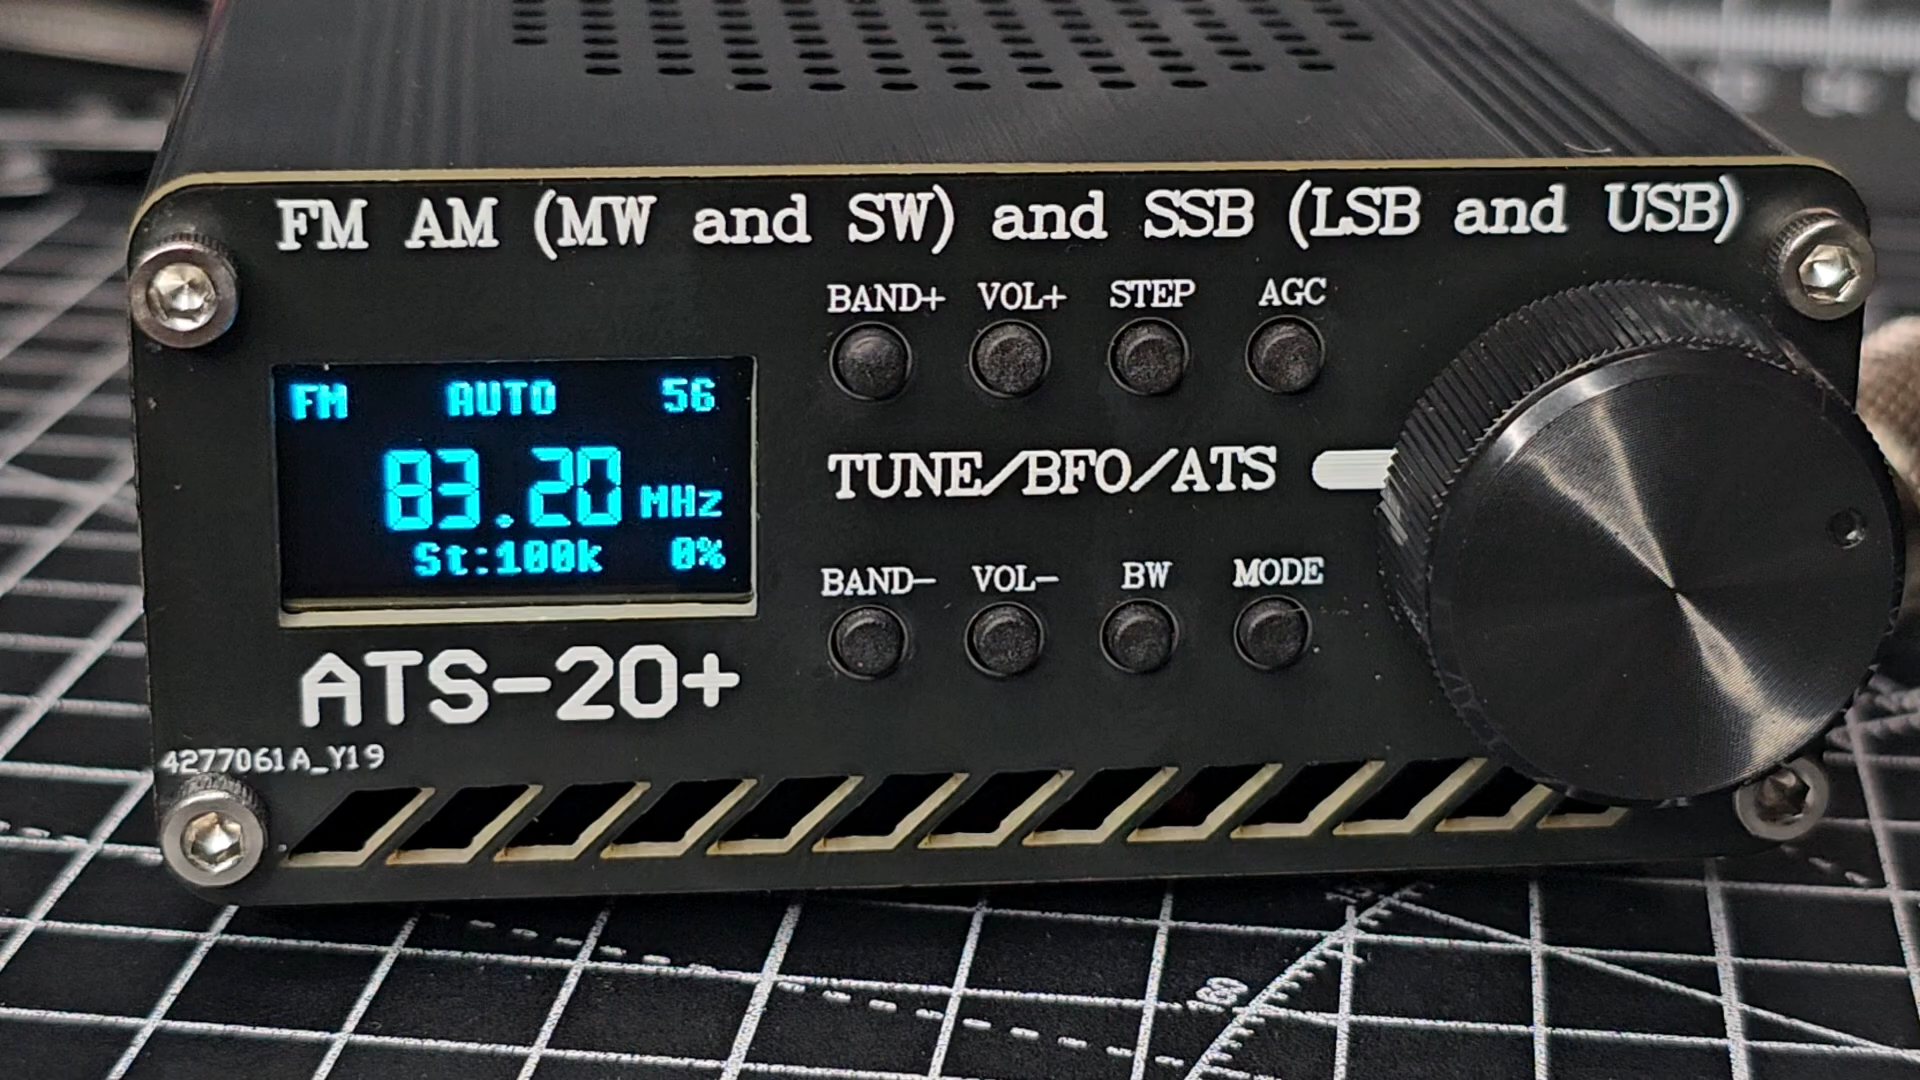 FM AM (MW and SW) and SSB (LSB and USB)
BAND+ VOL+ STEP AGC
FM AUTO 56
83.20 MHz
St:100k 0%
TUNE/BFO/ATS
BAND- VOL- BW MODE
ATS-20+
4277061A_Y19
60